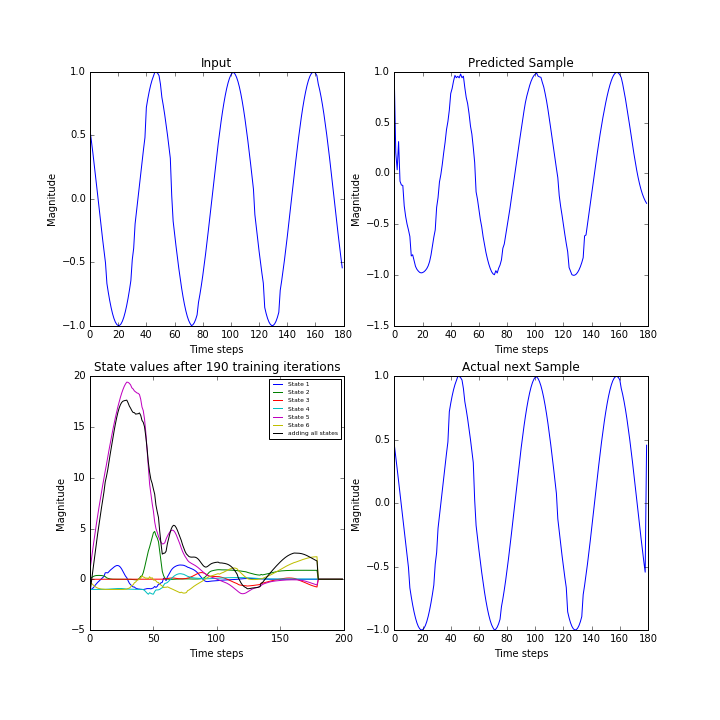 Input
Magnitude
1.0
0.5
0.0
−0.5
−1.0
0 20 40 60 80 100 120 140 160 180
Time steps
Predicted Sample
Magnitude
1.0
0.5
0.0
−0.5
−1.0
−1.5
0 20 40 60 80 100 120 140 160 180
Time steps
State values after 190 training iterations
Magnitude
20
15
10
5
0
−5
0 50 100 150 200
Time steps
State 1
State 2
State 3
State 4
State 5
State 6
adding all states
Actual next Sample
Magnitude
1.0
0.5
0.0
−0.5
−1.0
0 20 40 60 80 100 120 140 160 180
Time steps